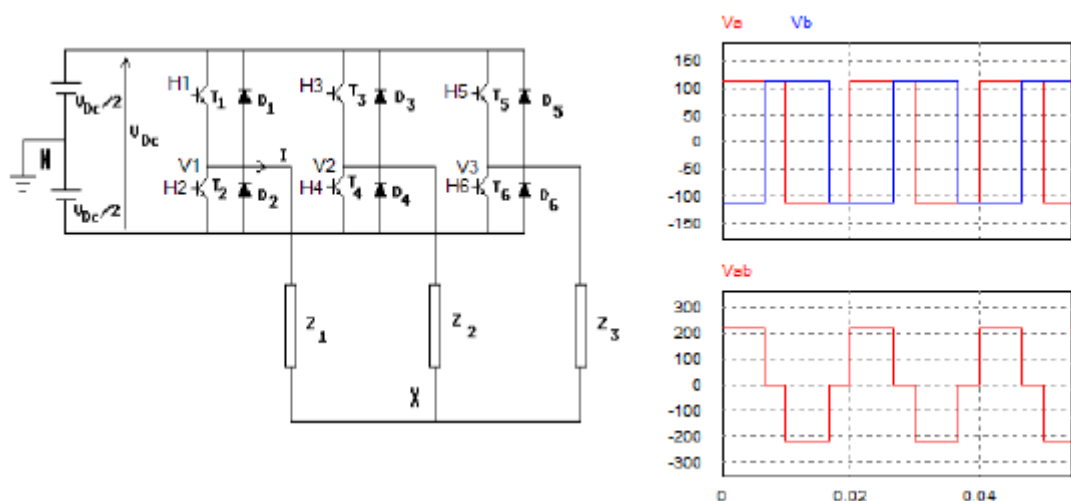 Va Vb
150
100
50
0
-50
-100
-150
Vab
300
200
100
0
-100
-200
-300
0 0.02 0.04
H1 T1 D1
H3 T3 D3
H5 T5 D5
VDc/2
VDc
N
VDc/2
V1 I
V2
V3
H2 T2 D2
H4 T4 D4
H6 T6 D6
Z1
Z2
Z3
X